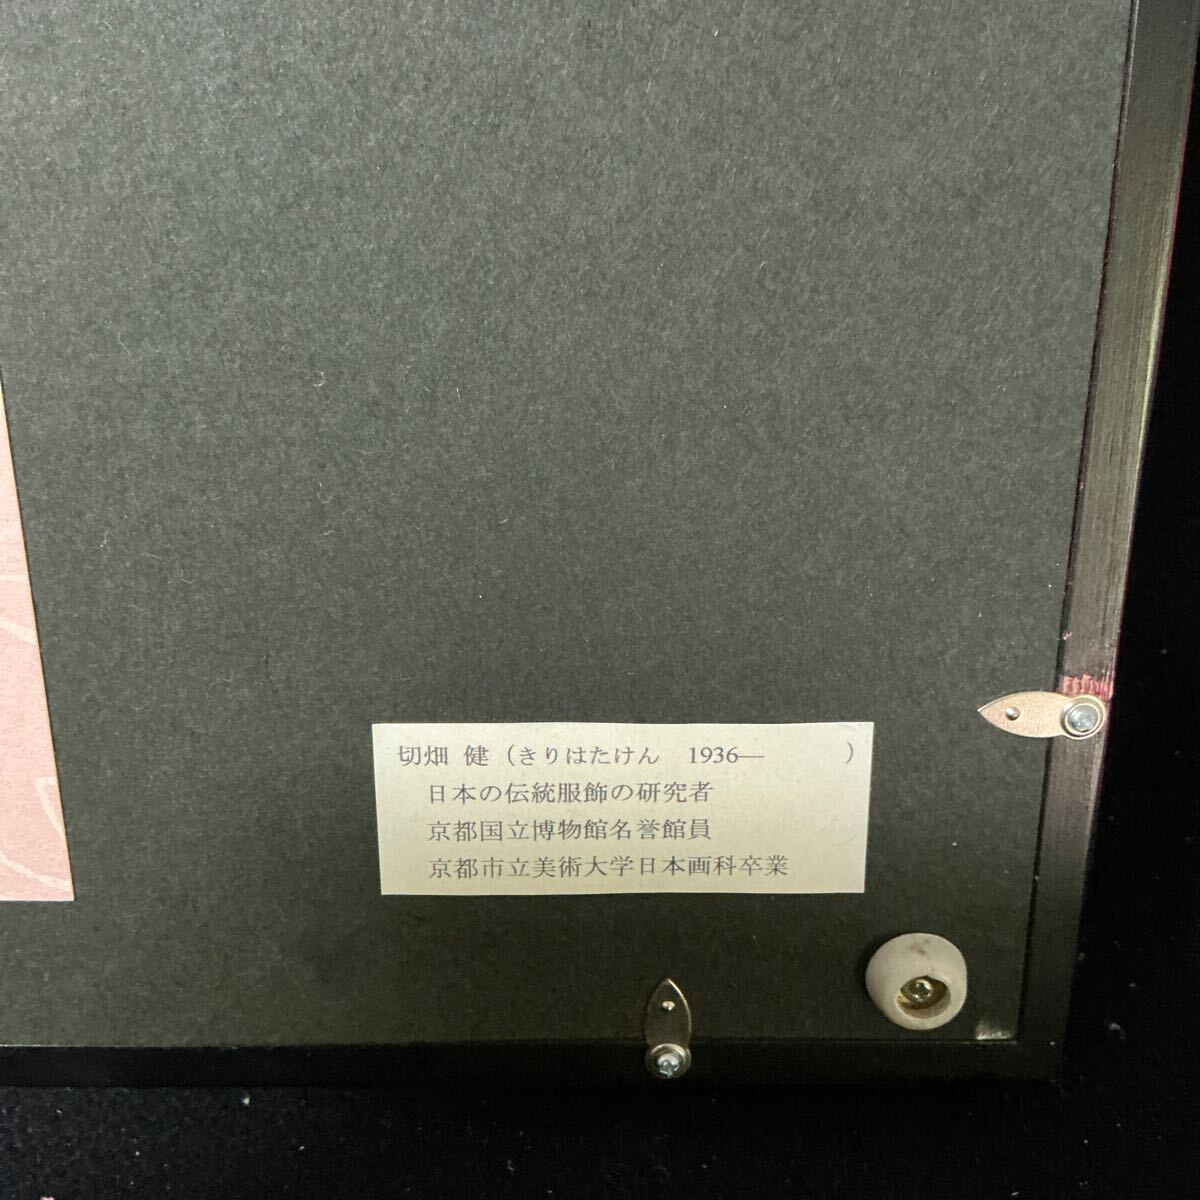 切畑 健（きりはたけん　1936―　　　）
日本の伝統服飾の研究者
京都国立博物館名誉館員
京都市立美術大学日本画科卒業